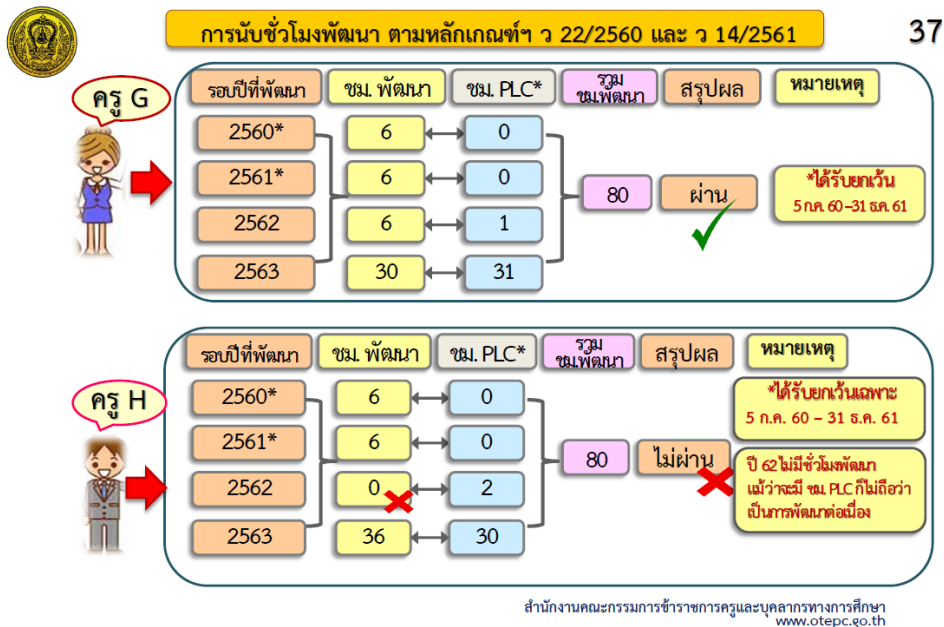 การนับชั่วโมงพัฒนา ตามหลักเกณฑ์ฯ ว 22/2560 และ ว 14/2561
37
ครู G
รอบปีที่พัฒนา ชม. พัฒนา ชม. PLC* รวม ชม.พัฒนา สรุปผล หมายเหตุ
2560* 6 0
2561* 6 0
2562 6 1
2563 30 31
80 ผ่าน
*ได้รับยกเว้น
5 ก.ค. 60 –31 ธ.ค. 61
ครู H
รอบปีที่พัฒนา ชม. พัฒนา ชม. PLC* รวม ชม.พัฒนา สรุปผล หมายเหตุ
2560* 6 0
2561* 6 0
2562 0 2
2563 36 30
80 ไม่ผ่าน
*ได้รับยกเว้นเฉพาะ
5 ก.ค. 60 – 31 ธ.ค. 61
ปี 62 ไม่มีชั่วโมงพัฒนา
แม้ว่าจะมี ชม. PLC ก็ไม่ถือว่า
เป็นการพัฒนาต่อเนื่อง
สำนักงานคณะกรรมการข้าราชการครูและบุคลากรทางการศึกษา
www.otepc.go.th